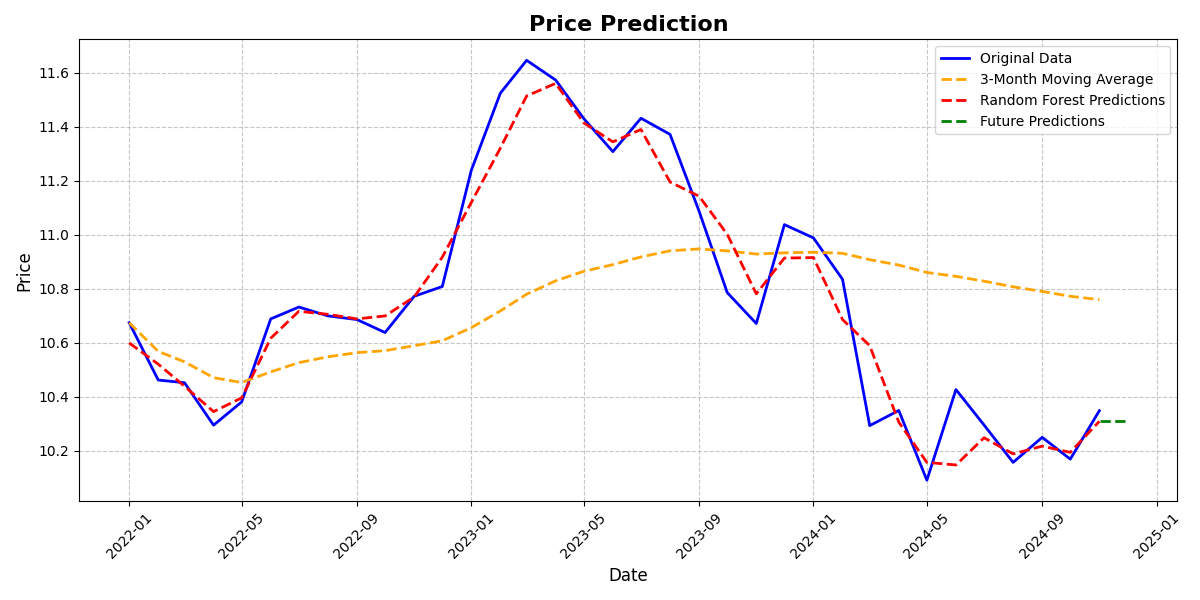 Price Prediction
Original Data
3-Month Moving Average
Random Forest Predictions
Future Predictions
Price
11.6
11.4
11.2
11.0
10.8
10.6
10.4
10.2
2022-01
2022-05
2022-09
2023-01
2023-05
2023-09
2024-01
2024-05
2024-09
2025-01
Date